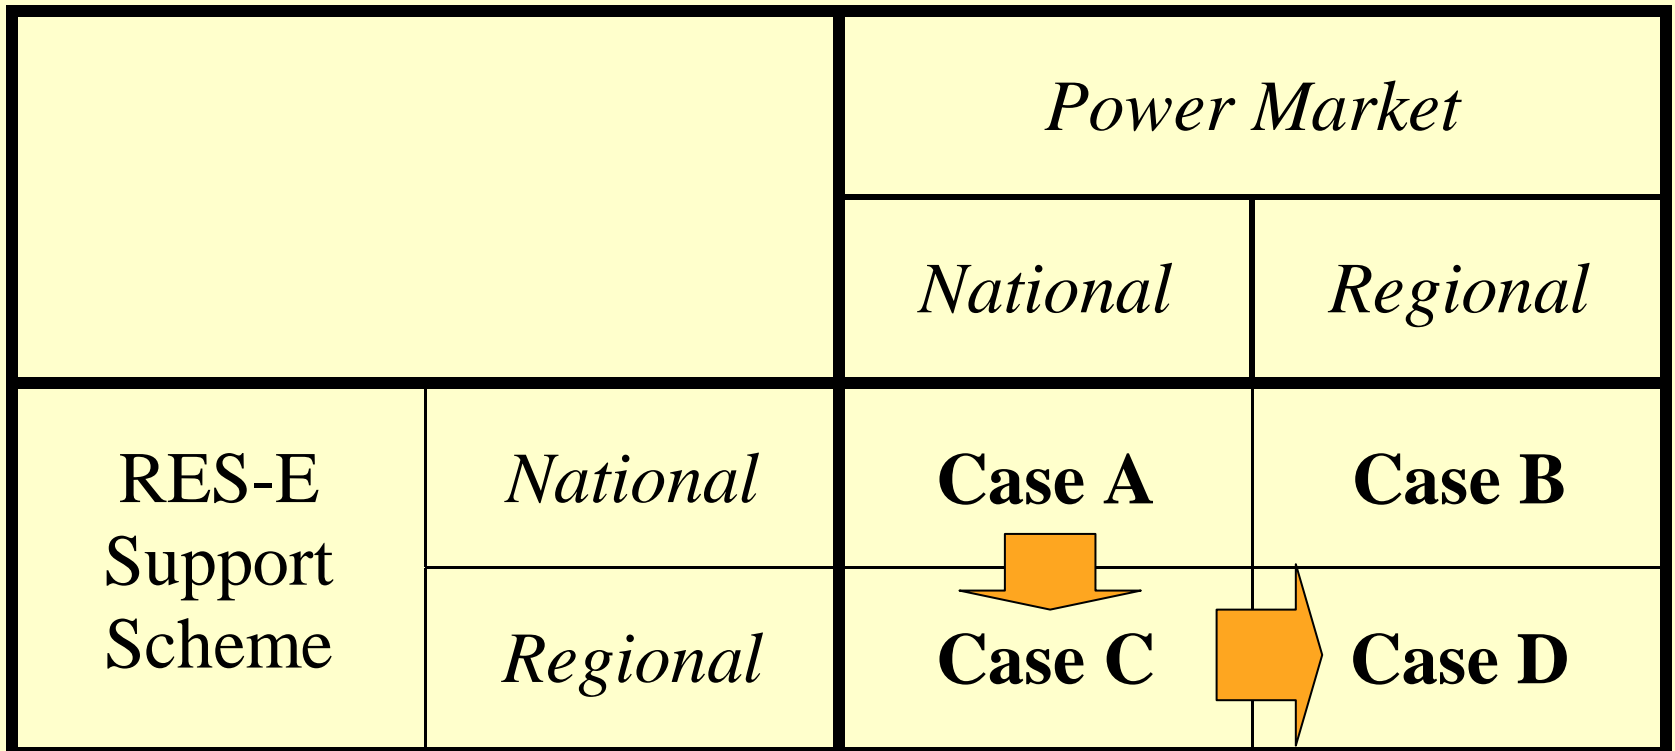 Power Market
National
Regional
RES-E
Support
Scheme
National
Case A
Case B
Regional
Case C
Case D